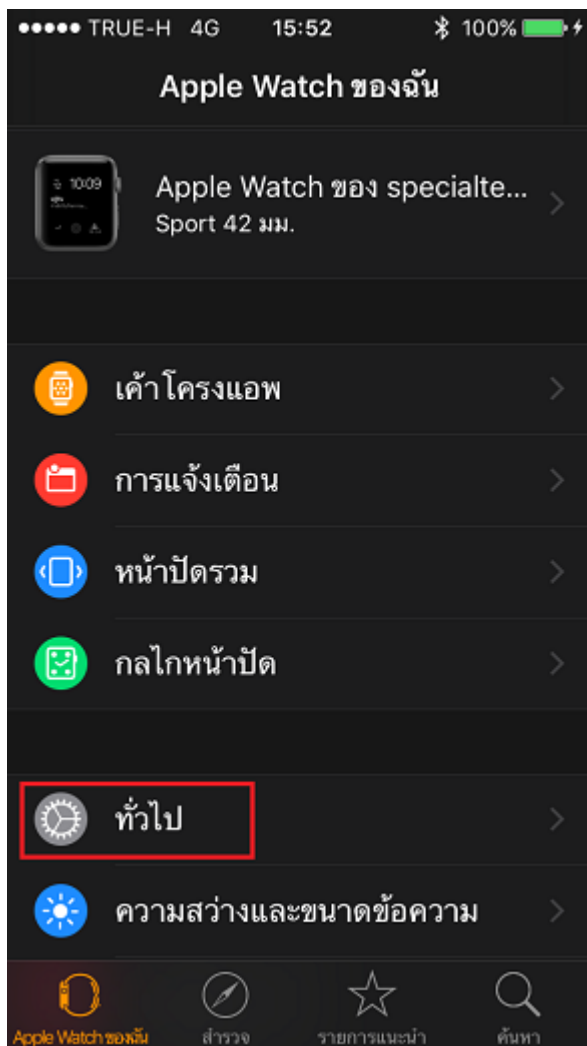 TRUE-H 4G 15:52 100%
Apple Watch ของฉัน
10:09
Apple Watch ของ specialte...
Sport 42 มม.
เค้าโครงแอพ
การแจ้งเตือน
หน้าปัดรวม
กลไกหน้าปัด
ทั่วไป
ความสว่างและขนาดข้อความ
Apple Watch ของฉัน สำรวจ รายการแนะนำ ค้นหา